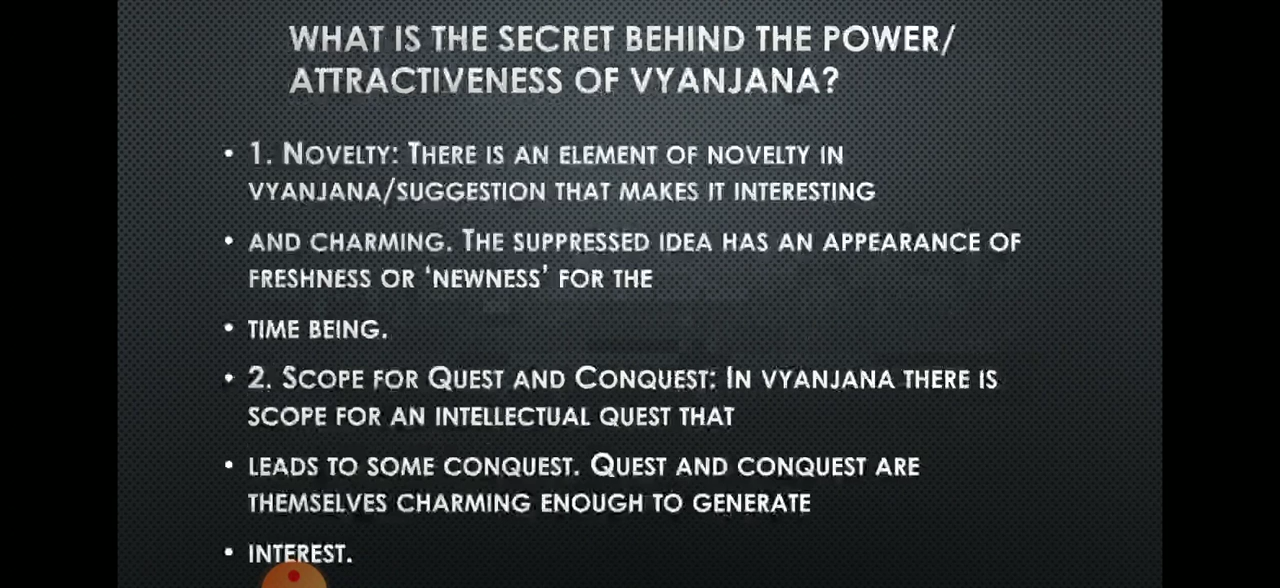 WHAT IS THE SECRET BEHIND THE POWER/
ATTRACTIVENESS OF VYANJANA?
• 1. NOVELTY: THERE IS AN ELEMENT OF NOVELTY IN
VYANJANA/SUGGESTION THAT MAKES IT INTERESTING
• AND CHARMING. THE SUPPRESSED IDEA HAS AN APPEARANCE OF
FRESHNESS OR ‘NEWNESS’ FOR THE
• TIME BEING.
• 2. SCOPE FOR QUEST AND CONQUEST: IN VYANJANA THERE IS
SCOPE FOR AN INTELLECTUAL QUEST THAT
• LEADS TO SOME CONQUEST. QUEST AND CONQUEST ARE
THEMSELVES CHARMING ENOUGH TO GENERATE
• INTEREST.